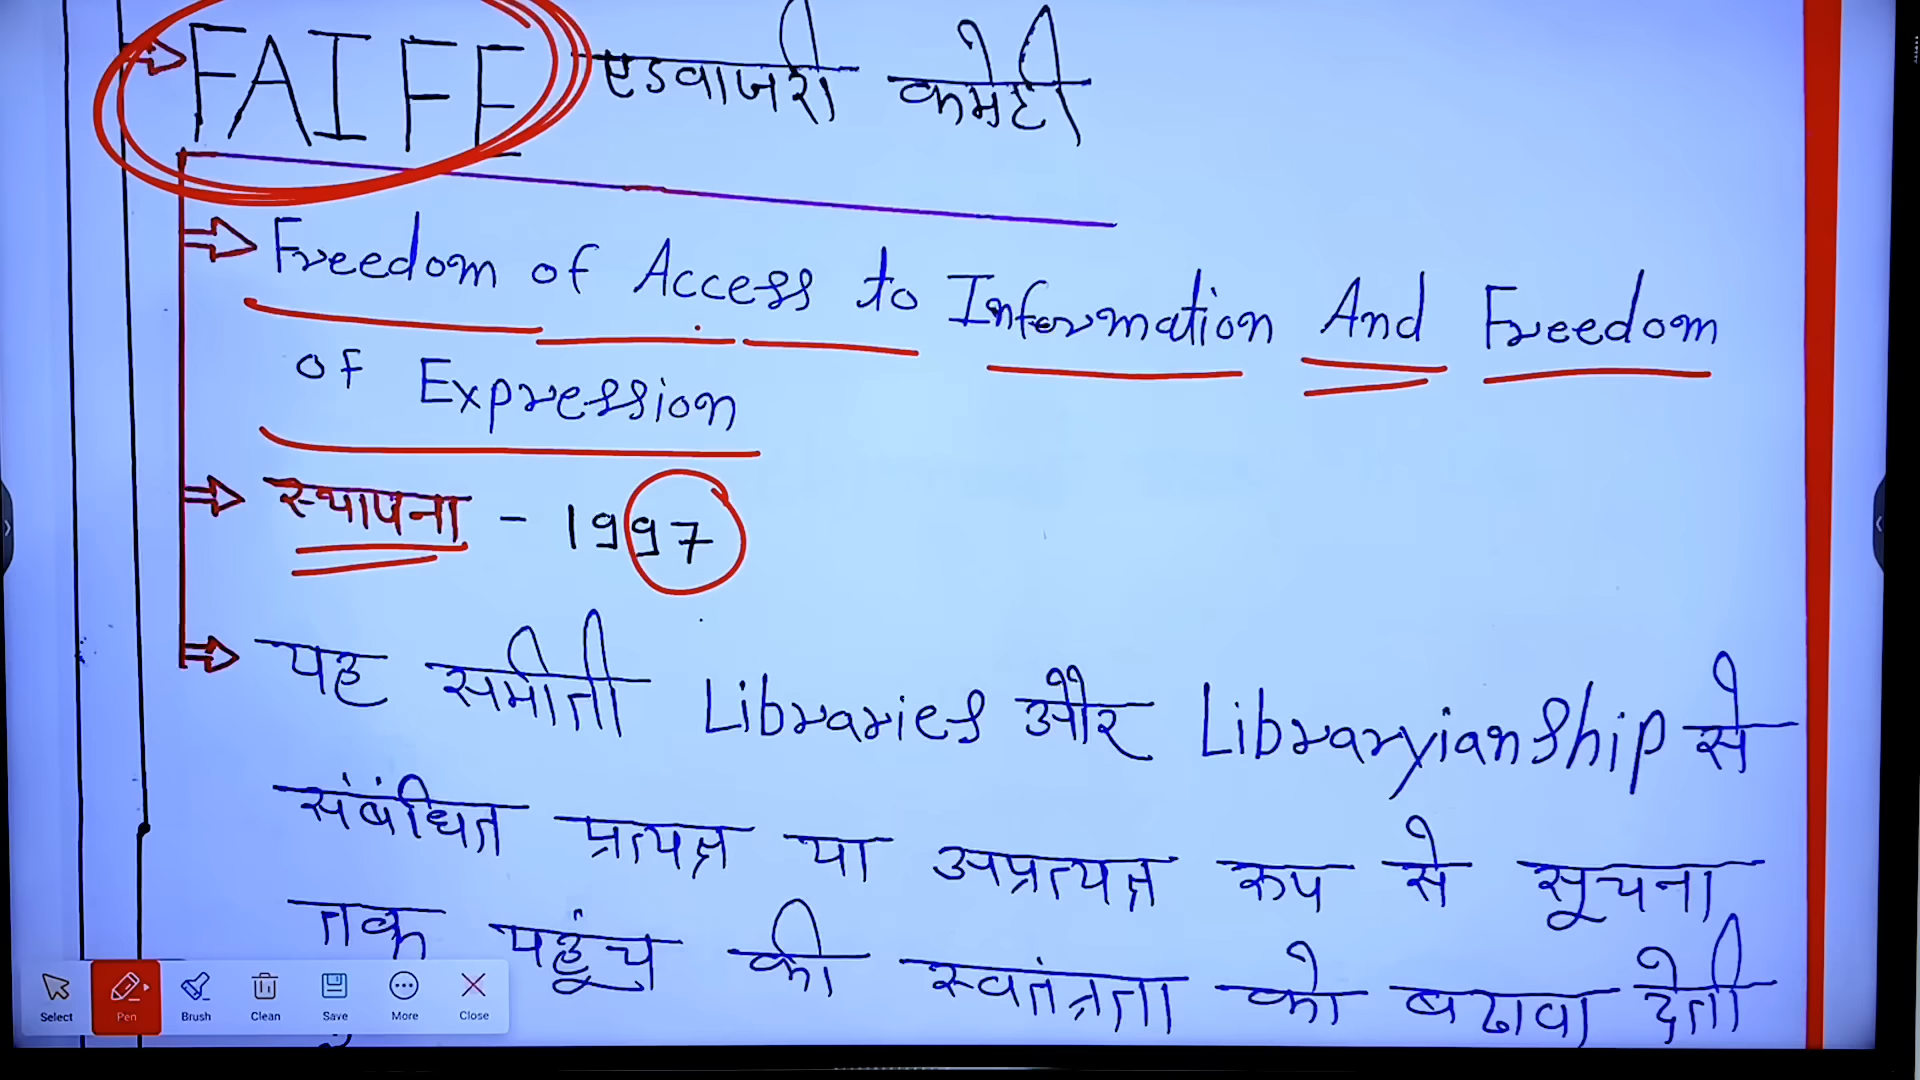 FAIFE एडवाजरी कमेटी
Freedom of Access to Information And Freedom
of Expression
स्थापना - 1997
यह समीती Libraries और Libraryianship से
संबंधित प्रत्यक्ष या अप्रत्यक्ष रूप से सूचना
तक पहूंच की स्वतंत्रता को बढावा देती
Select Pen Brush Clean Save More Close